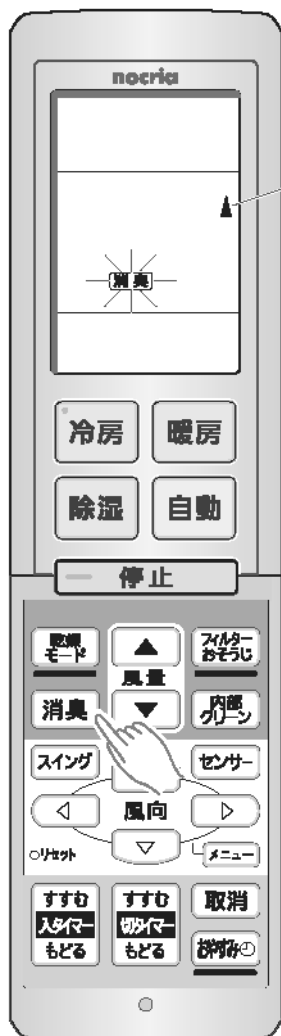 nocria
消臭
冷房 暖房
除湿 自動
停止
乾燥モード ▲ フィルターおそうじ
風量
消臭 ▼ 内部クリーン
スイング センサー
◁ 風向 ▷
○リセット ▽ メニュー
すすむ すすむ 取消
入タイマー 切タイマー
もどる もどる おやすみ